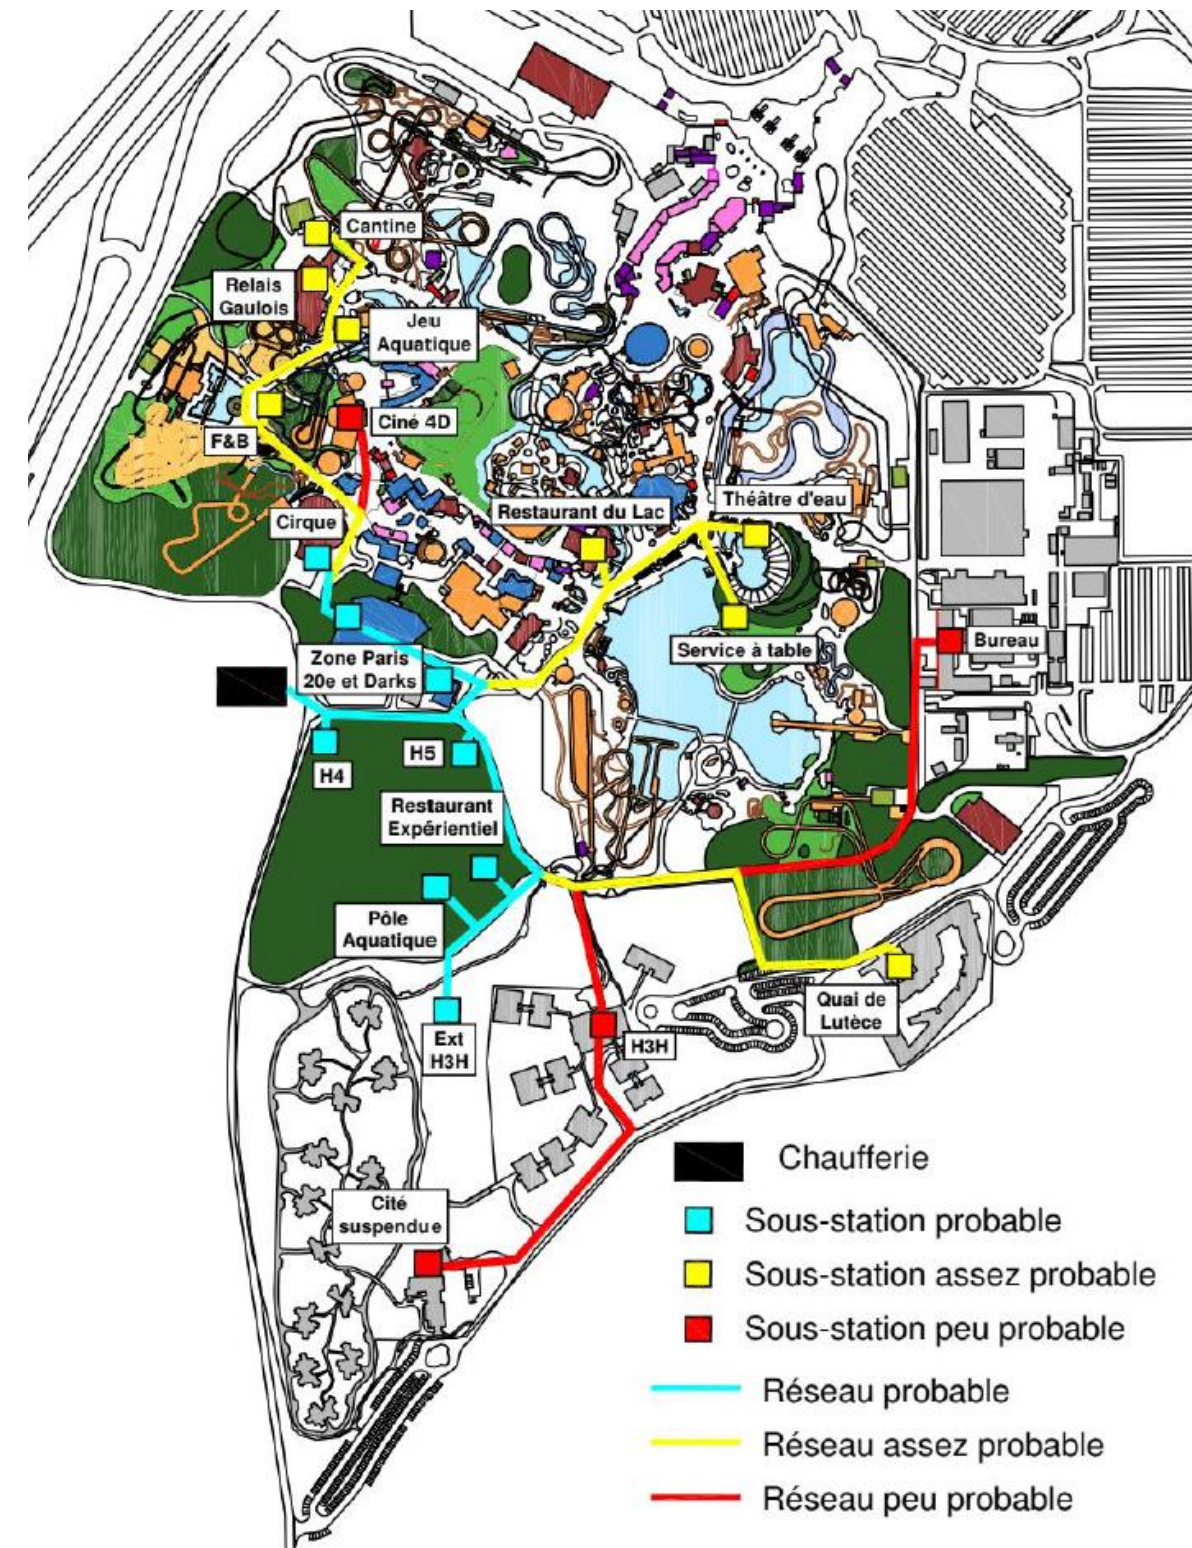 Cantine
Relais
Gaulois
Jeu
Aquatique
Ciné 4D
F&B
Théâtre d'eau
Restaurant du Lac
Cirque
Bureau
Service à table
Zone Paris
20e et Darks
H5
H4
Restaurant
Expérientiel
Pôle
Aquatique
Quai de
Lutèce
Ext
H3H
H3H
Cité
suspendue
Chaufferie
Sous-station probable
Sous-station assez probable
Sous-station peu probable
Réseau probable
Réseau assez probable
Réseau peu probable